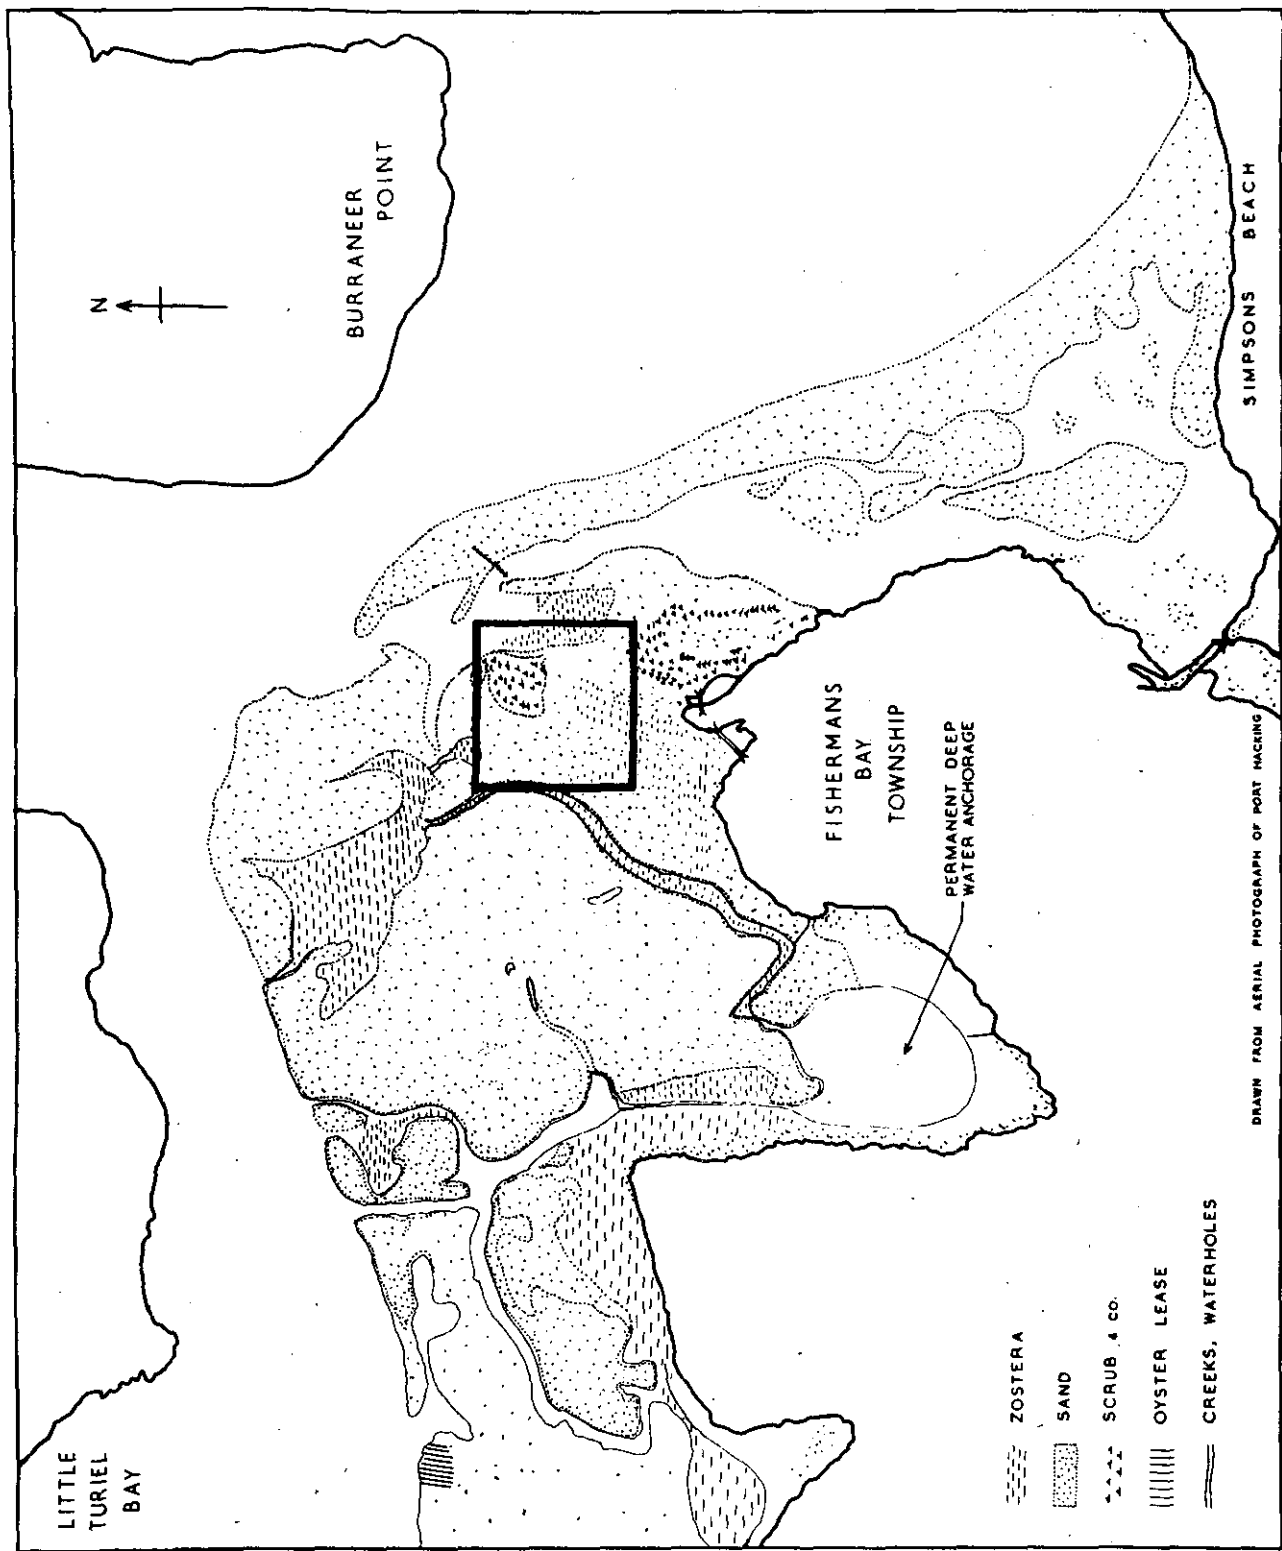 LITTLE
TURIEL
BAY
N
BURRANEER
POINT
FISHERMANS
BAY
TOWNSHIP
PERMANENT DEEP
WATER ANCHORAGE
SIMPSONS BEACH
ZOSTERA
SAND
SCRUB & CO.
OYSTER LEASE
CREEKS, WATERHOLES
DRAWN FROM AERIAL PHOTOGRAPH OF PORT HACKING